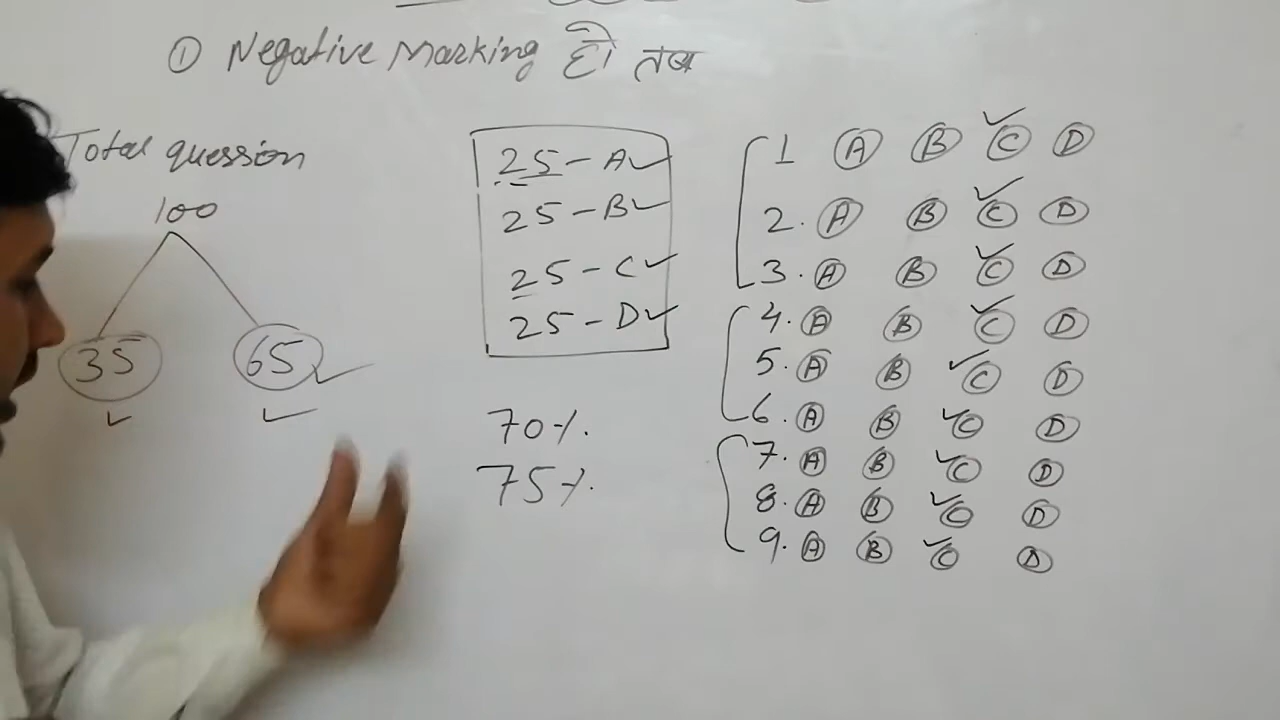 ① Negative Marking हो तब
Total quession
100
35 65
25 - A
25 - B
25 - C
25 - D
70%.
75%.
1 A B C D
2. A B C D
3. A B C D
4. A B C D
5. A B C D
6. A B C D
7. A B C D
8. A B C D
9. A B C D